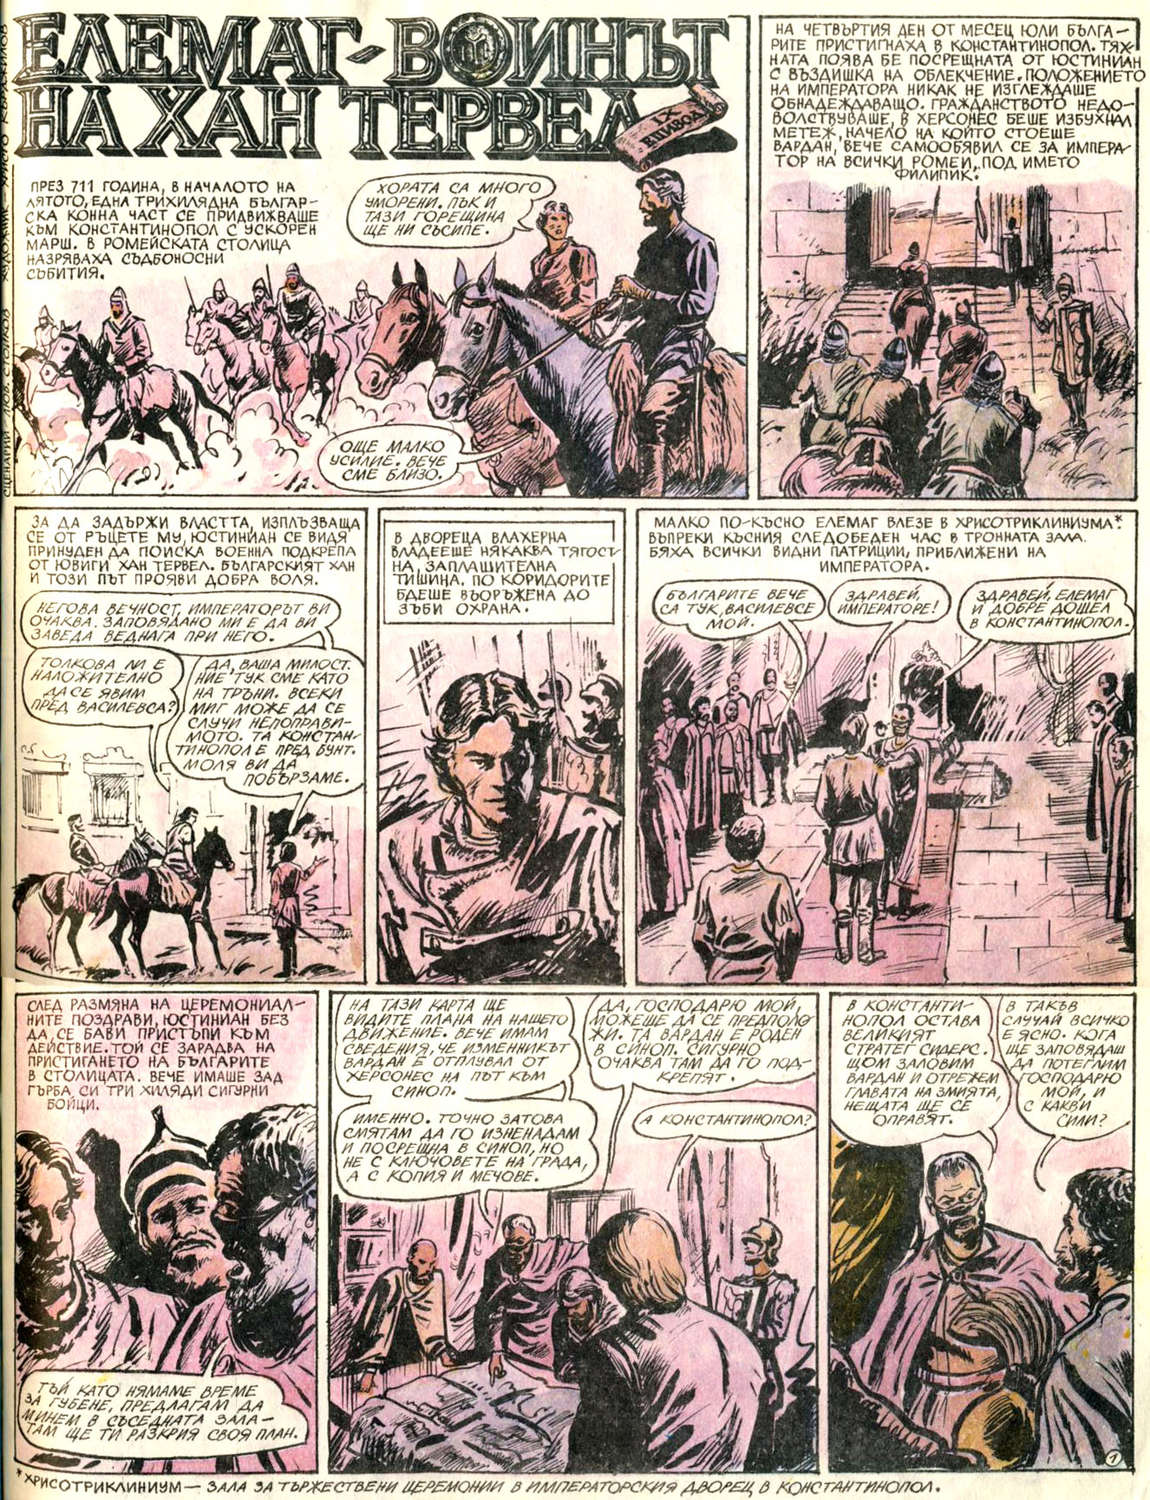 ЕЛЕМАГ-ВОИНЪТ
НА ХАН ТЕРВЕЛ
IX
ЕПИЗОД
СЦЕНАРИЙ - ЛЮБ. СТОЙКОВ
ХУДОЖНИК - ХРИСТО КЪРДЖИЛОВ
ПРЕЗ 711 ГОДИНА, В НАЧАЛОТО НА
ЛЯТОТО, ЕДНА ТРИХИЛЯДНА БЪЛГАР-
СКА КОННА ЧАСТ СЕ ПРИДВИЖВАШЕ
КЪМ КОНСТАНТИНОПОЛ С УСКОРЕН
МАРШ. В РОМЕЙСКАТА СТОЛИЦА
НАЗРЯВАХА СЪДБОНОСНИ
СЪБИТИЯ.
ХОРАТА СА МНОГО
УМОРЕНИ. ПЪК И
ТАЗИ ГОРЕЩИНА
ЩЕ НИ СЪСИПЕ.
ОЩЕ МАЛКО
УСИЛИЕ. ВЕЧЕ
СМЕ БЛИЗО.
НА ЧЕТВЪРТИЯ ДЕН ОТ МЕСЕЦ ЮЛИ БЪЛГА-
РИТЕ ПРИСТИГНАХА В КОНСТАНТИНОПОЛ. ТЯХ-
НАТА ПОЯВА БЕ ПОСРЕЩНАТА ОТ ЮСТИНИАН
С ВЪЗДИШКА НА ОБЛЕКЧЕНИЕ. ПОЛОЖЕНИЕТО
НА ИМПЕРАТОРА НИКАК НЕ ИЗГЛЕЖДАШЕ
ОБНАДЕЖДАВАЩО. ГРАЖДАНСТВОТО НЕДО-
ВОЛСТВУВАШЕ, В ХЕРСОНЕС БЕШЕ ИЗБУХНАЛ
МЕТЕЖ, НАЧЕЛО НА КОЙТО СТОЕШЕ
ВАРДАН, ВЕЧЕ САМООБЯВИЛ СЕ ЗА ИМПЕРА-
ТОР НА ВСИЧКИ РОМЕИ, ПОД ИМЕТО
ФИЛИПИК.
ЗА ДА ЗАДЪРЖИ ВЛАСТТА, ИЗПЛЪЗВАЩА
СЕ ОТ РЪЦЕТЕ МУ, ЮСТИНИАН СЕ ВИДЯ
ПРИНУДЕН ДА ПОИСКА ВОЕННА ПОДКРЕПА
ОТ ЮВИГИ ХАН ТЕРВЕЛ. БЪЛГАРСКИЯТ ХАН
И ТОЗИ ПЪТ ПРОЯВИ ДОБРА ВОЛЯ.
НЕГОВА ВЕЧНОСТ, ИМПЕРАТОРЪТ ВИ
ОЧАКВА. ЗАПОВЯДАНО МИ Е ДА ВИ
ЗАВЕДА ВЕДНАГА ПРИ НЕГО.
ТОЛКОВА ЛИ Е
НАЛОЖИТЕЛНО
ДА СЕ ЯВИМ
ПРЕД ВАСИЛЕВСА?
ДА, ВАША МИЛОСТ.
НИЕ ТУК СМЕ КАТО
НА ТРЪНИ. ВСЕКИ
МИГ МОЖЕ ДА СЕ
СЛУЧИ НЕПОПРАВИ-
МОТО. ТА КОНСТАН-
ТИНОПОЛ Е ПРЕД БУНТ.
МОЛЯ ВИ ДА
ПОБЪРЗАМЕ.
В ДВОРЕЦА ВЛАХЕРНА
ВЛАДЕЕШЕ НЯКАКВА ТЯГОСТ-
НА, ЗАПЛАШИТЕЛНА
ТИШИНА. ПО КОРИДОРИТЕ
БДЕШЕ ВЪОРЪЖЕНА ДО
ЗЪБИ ОХРАНА.
МАЛКО ПО-КЪСНО ЕЛЕМАГ ВЛЕЗЕ В ХРИСОТРИКЛИНИУМА*
ВЪПРЕКИ КЪСНИЯ СЛЕДОБЕДЕН ЧАС В ТРОННАТА ЗАЛА
БЯХА ВСИЧКИ ВИДНИ ПАТРИЦИИ, ПРИБЛИЖЕНИ НА
ИМПЕРАТОРА.
БЪЛГАРИТЕ ВЕЧЕ
СА ТУК, ВАСИЛЕВСЕ
МОЙ.
ЗДРАВЕЙ,
ИМПЕРАТОРЕ!
ЗДРАВЕЙ, ЕЛЕМАГ
И ДОБРЕ ДОШЕЛ
В КОНСТАНТИНОПОЛ.
СЛЕД РАЗМЯНА НА ЦЕРЕМОНИАЛ-
НИТЕ ПОЗДРАВИ, ЮСТИНИАН БЕЗ
ДА СЕ БАВИ ПРИСТЪПИ КЪМ
ДЕЙСТВИЕ. ТОЙ СЕ ЗАРАДВА НА
ПРИСТИГАНЕТО НА БЪЛГАРИТЕ
В СТОЛИЦАТА. ВЕЧЕ ИМАШЕ ЗАД
ГЪРБА СИ ТРИ ХИЛЯДИ СИГУРНИ
БОЙЦИ.
ТЪЙ КАТО НЯМАМЕ ВРЕМЕ
ЗА ГУБЕНЕ, ПРЕДЛАГАМ ДА
МИНЕМ В СЪСЕДНАТА ЗАЛА-
ТАМ ЩЕ ТИ РАЗКРИЯ СВОЯ ПЛАН.
НА ТАЗИ КАРТА ЩЕ
ВИДИТЕ ПЛАНА НА НАШЕТО
ДВИЖЕНИЕ. ВЕЧЕ ИМАМ
СВЕДЕНИЯ, ЧЕ ИЗМЕННИКЪТ
ВАРДАН Е ОТПЛУВАЛ ОТ
ХЕРСОНЕС НА ПЪТ КЪМ
СИНОП.
ДА, ГОСПОДАРЮ МОЙ,
МОЖЕШЕ ДА СЕ ПРЕДПОЛО-
ЖИ. ТА ВАРДАН Е РОДЕН
В СИНОП. СИГУРНО
ОЧАКВА ТАМ ДА ГО ПОД-
КРЕПЯТ.
ИМЕННО. ТОЧНО ЗАТОВА
СМЯТАМ ДА ГО ИЗНЕНАДАМ
И ПОСРЕЩНА В СИНОП, НО
НЕ С КЛЮЧОВЕТЕ НА ГРАДА,
А С КОПИЯ И МЕЧОВЕ.
А КОНСТАНТИНОПОЛ?
В КОНСТАНТИ-
НОПОЛ ОСТАВА
ВЕЛИКИЯТ
СТРАТЕГ СИДЕРС.
ЩОМ ЗАЛОВИМ
ВАРДАН И ОТРЕЖЕМ
ГЛАВАТА НА ЗМИЯТА,
НЕЩАТА ЩЕ СЕ
ОПРАВЯТ.
В ТАКЪВ
СЛУЧАЙ ВСИЧКО
Е ЯСНО. КОГА
ЩЕ ЗАПОВЯДАШ
ДА ПОТЕГЛИМ
ГОСПОДАРЮ
МОЙ, И
С КАКВИ
СИЛИ?
1
*ХРИСОТРИКЛИНИУМ - ЗАЛА ЗА ТЪРЖЕСТВЕНИ ЦЕРЕМОНИИ В ИМПЕРАТОРСКИЯ ДВОРЕЦ В КОНСТАНТИНОПОЛ.